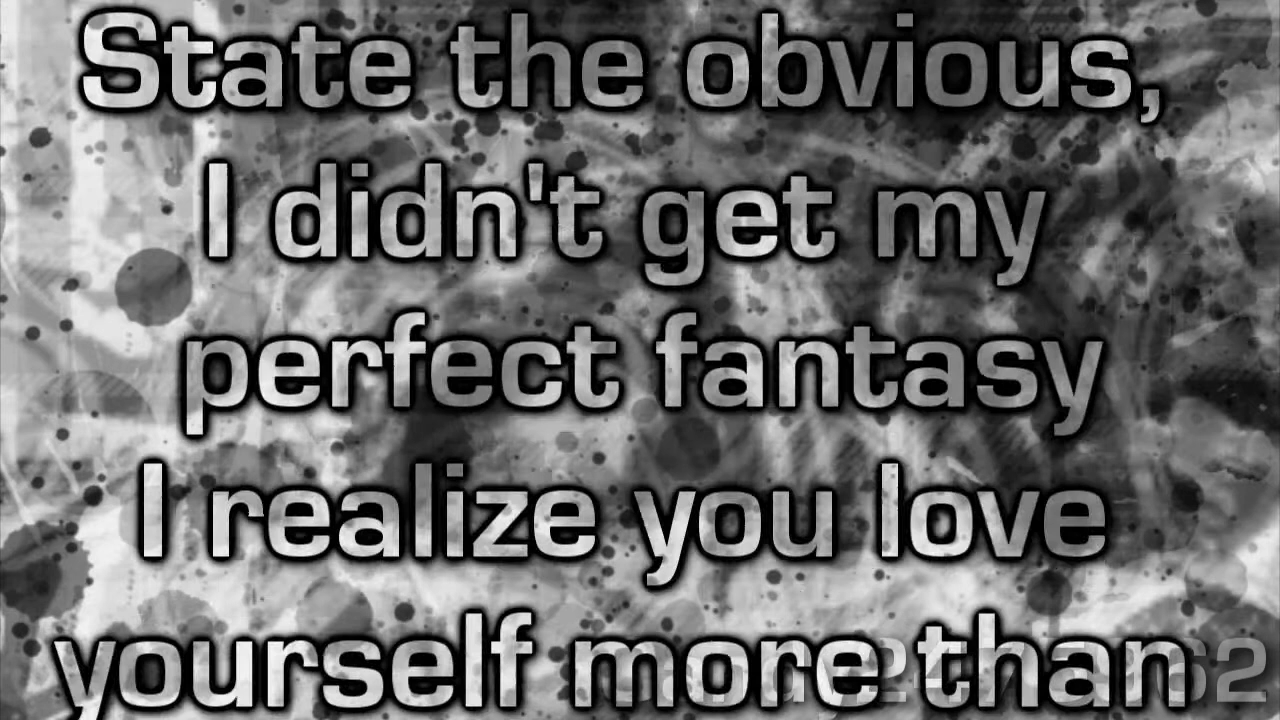 State the obvious,
I didn't get my
perfect fantasy
I realize you love
yourself more than